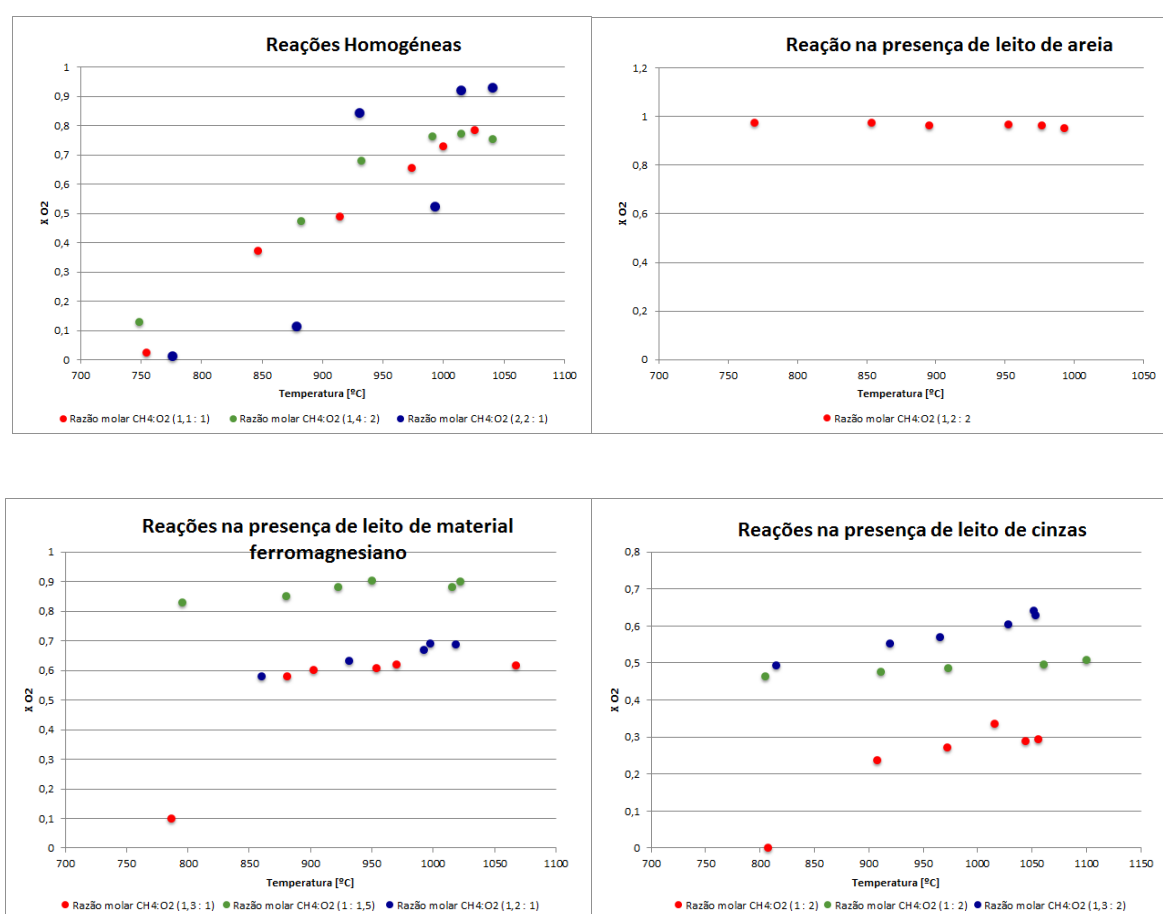 Reações Homogéneas
1
0,9
0,8
0,7
0,6
0,5
0,4
0,3
0,2
0,1
0
X O2
700 750 800 850 900 950 1000 1050 1100
Temperatura [ºC]
Razão molar CH4:O2 (1,1 : 1) Razão molar CH4:O2 (1,4 : 2) Razão molar CH4:O2 (2,2 : 1)
Reação na presença de leito de areia
1,2
1
0,8
0,6
0,4
0,2
0
X O2
700 750 800 850 900 950 1000 1050
Temperatura [ºC]
Razão molar CH4:O2 (1,2 : 2
Reações na presença de leito de material
ferromagnesiano
1
0,9
0,8
0,7
0,6
0,5
0,4
0,3
0,2
0,1
0
X O2
700 750 800 850 900 950 1000 1050 1100
Temperatura [ºC]
Razão molar CH4:O2 (1,3 : 1) Razão molar CH4:O2 (1 : 1,5) Razão molar CH4:O2 (1,2 : 1)
Reações na presença de leito de cinzas
0,8
0,7
0,6
0,5
0,4
0,3
0,2
0,1
0
X O2
700 750 800 850 900 950 1000 1050 1100 1150
Temperatura [ºC]
Razão molar CH4:O2 (1 : 2) Razão molar CH4:O2 (1 : 2) Razão molar CH4:O2 (1,3 : 2)